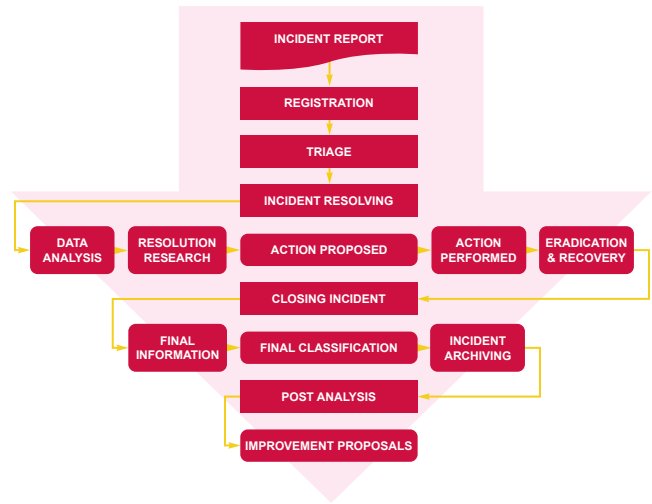 INCIDENT REPORT
REGISTRATION
TRIAGE
INCIDENT RESOLVING
DATA
ANALYSIS
RESOLUTION
RESEARCH
ACTION PROPOSED
ACTION
PERFORMED
ERADICATION
& RECOVERY
CLOSING INCIDENT
FINAL
INFORMATION
FINAL CLASSIFICATION
INCIDENT
ARCHIVING
POST ANALYSIS
IMPROVEMENT PROPOSALS